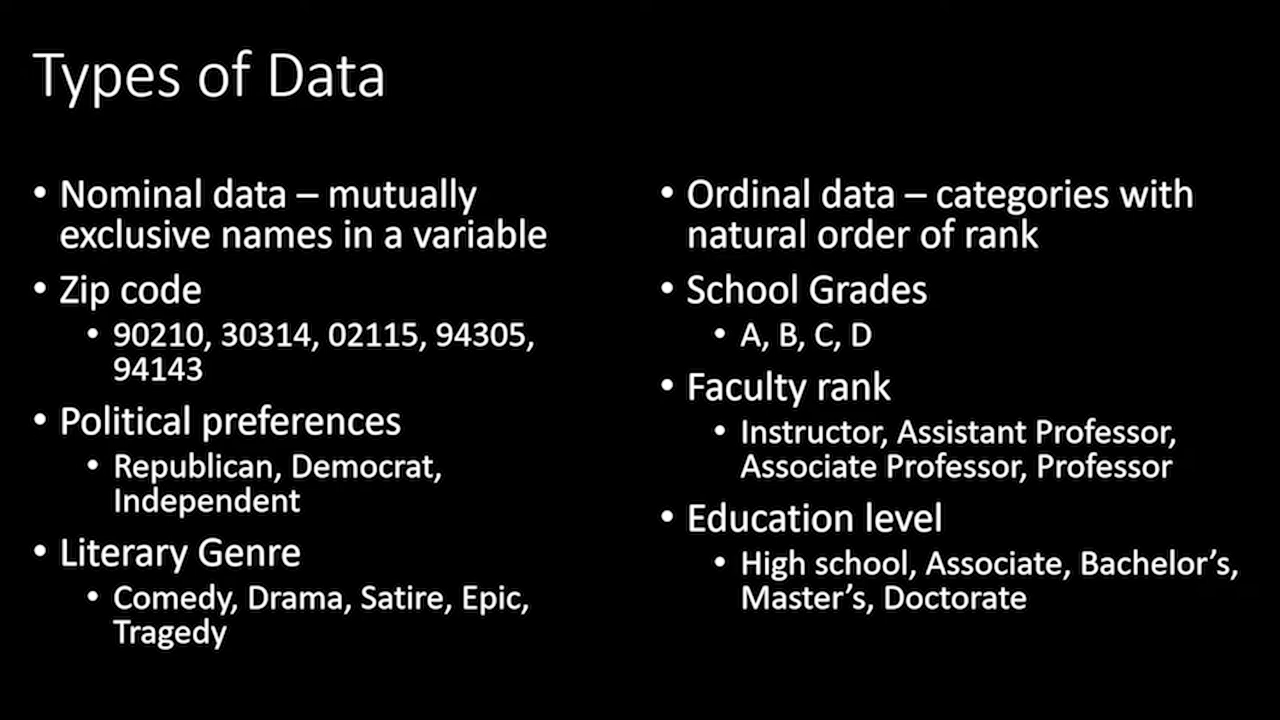 Types of Data
• Nominal data – mutually
exclusive names in a variable
• Zip code
• 90210, 30314, 02115, 94305,
94143
• Political preferences
• Republican, Democrat,
Independent
• Literary Genre
• Comedy, Drama, Satire, Epic,
Tragedy
• Ordinal data – categories with
natural order of rank
• School Grades
• A, B, C, D
• Faculty rank
• Instructor, Assistant Professor,
Associate Professor, Professor
• Education level
• High school, Associate, Bachelor’s,
Master’s, Doctorate